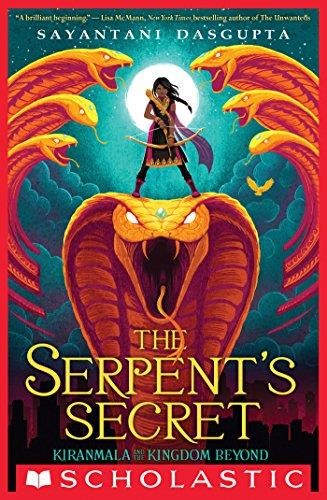 "A brilliant beginning." — Lisa McMann, New York Times bestselling author of The Unwanteds
SAYANTANI DASGUPTA
THE
SERPENT'S
SECRET
KIRANMALA AND THE KINGDOM BEYOND
SCHOLASTIC